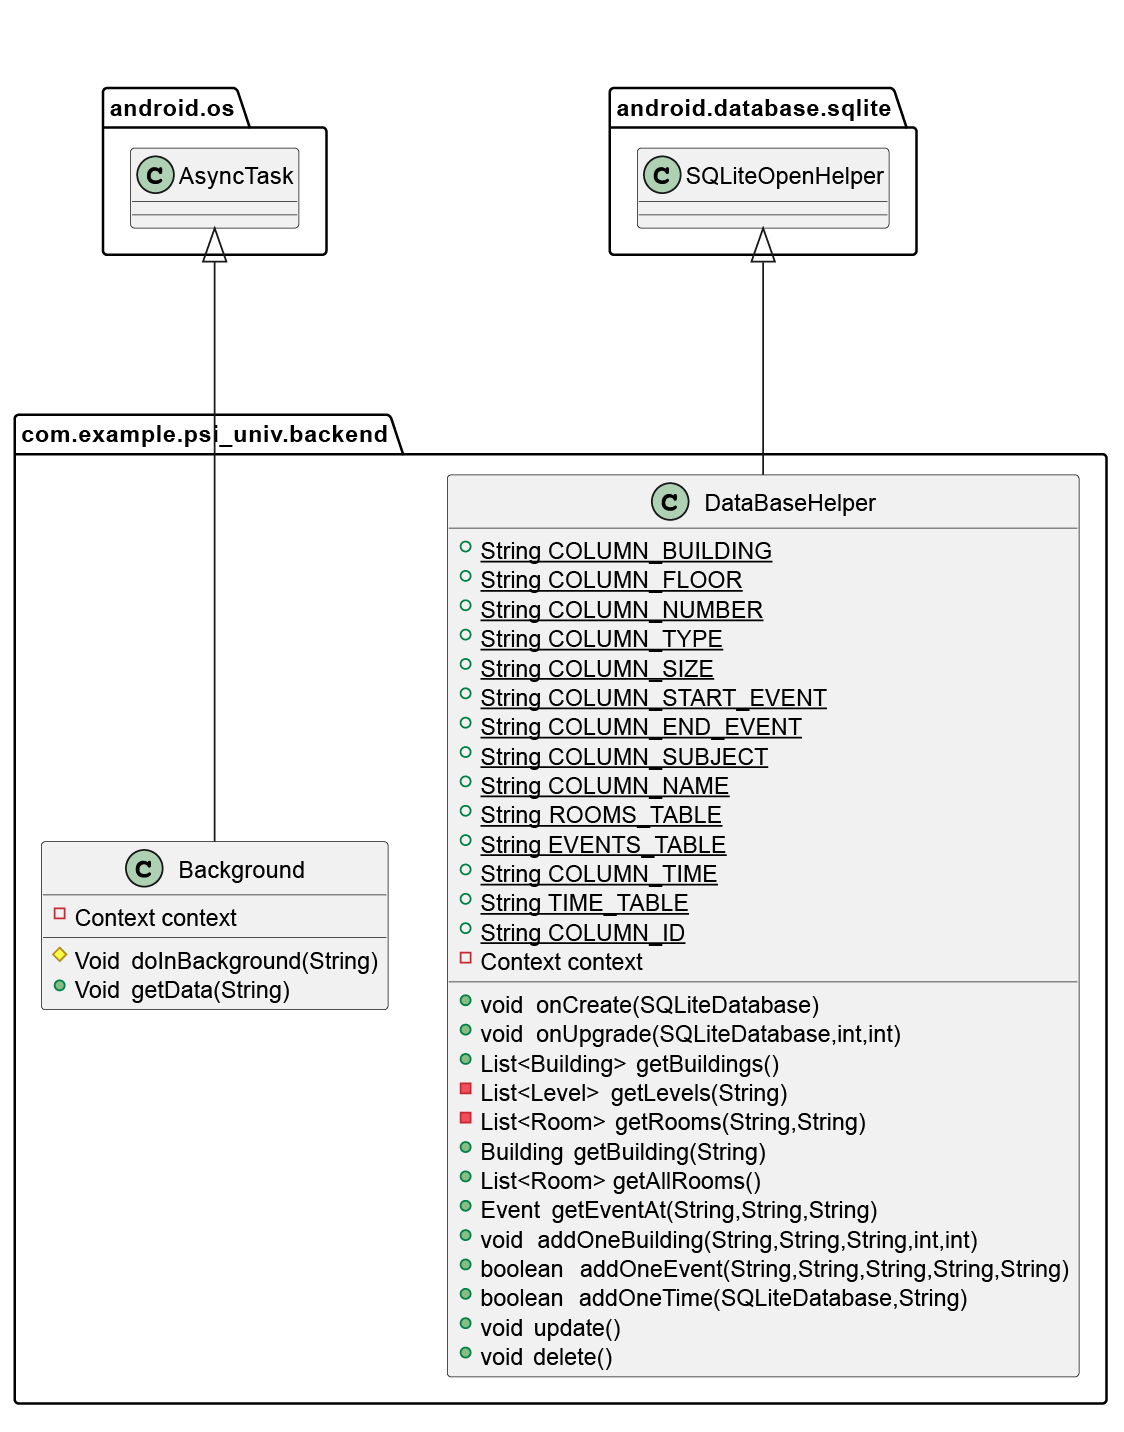 android.os
C AsyncTask
android.database.sqlite
C SQLiteOpenHelper
com.example.psi_univ.backend
C Background
Context context
Void doInBackground(String)
Void getData(String)
C DataBaseHelper
String COLUMN_BUILDING
String COLUMN_FLOOR
String COLUMN_NUMBER
String COLUMN_TYPE
String COLUMN_SIZE
String COLUMN_START_EVENT
String COLUMN_END_EVENT
String COLUMN_SUBJECT
String COLUMN_NAME
String ROOMS_TABLE
String EVENTS_TABLE
String COLUMN_TIME
String TIME_TABLE
String COLUMN_ID
Context context
void onCreate(SQLiteDatabase)
void onUpgrade(SQLiteDatabase,int,int)
List<Building> getBuildings()
List<Level> getLevels(String)
List<Room> getRooms(String,String)
Building getBuilding(String)
List<Room> getAllRooms()
Event getEventAt(String,String,String)
void addOneBuilding(String,String,String,int,int)
boolean addOneEvent(String,String,String,String,String)
boolean addOneTime(SQLiteDatabase,String)
void update()
void delete()